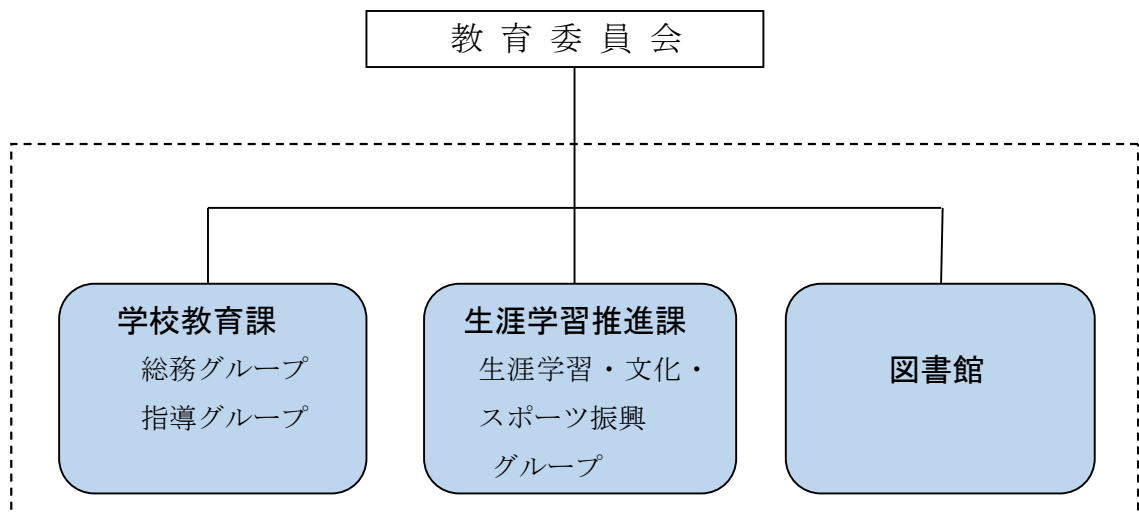 教育委員会
学校教育課
総務グループ
指導グループ
生涯学習推進課
生涯学習・文化・
スポーツ振興
グループ
図書館